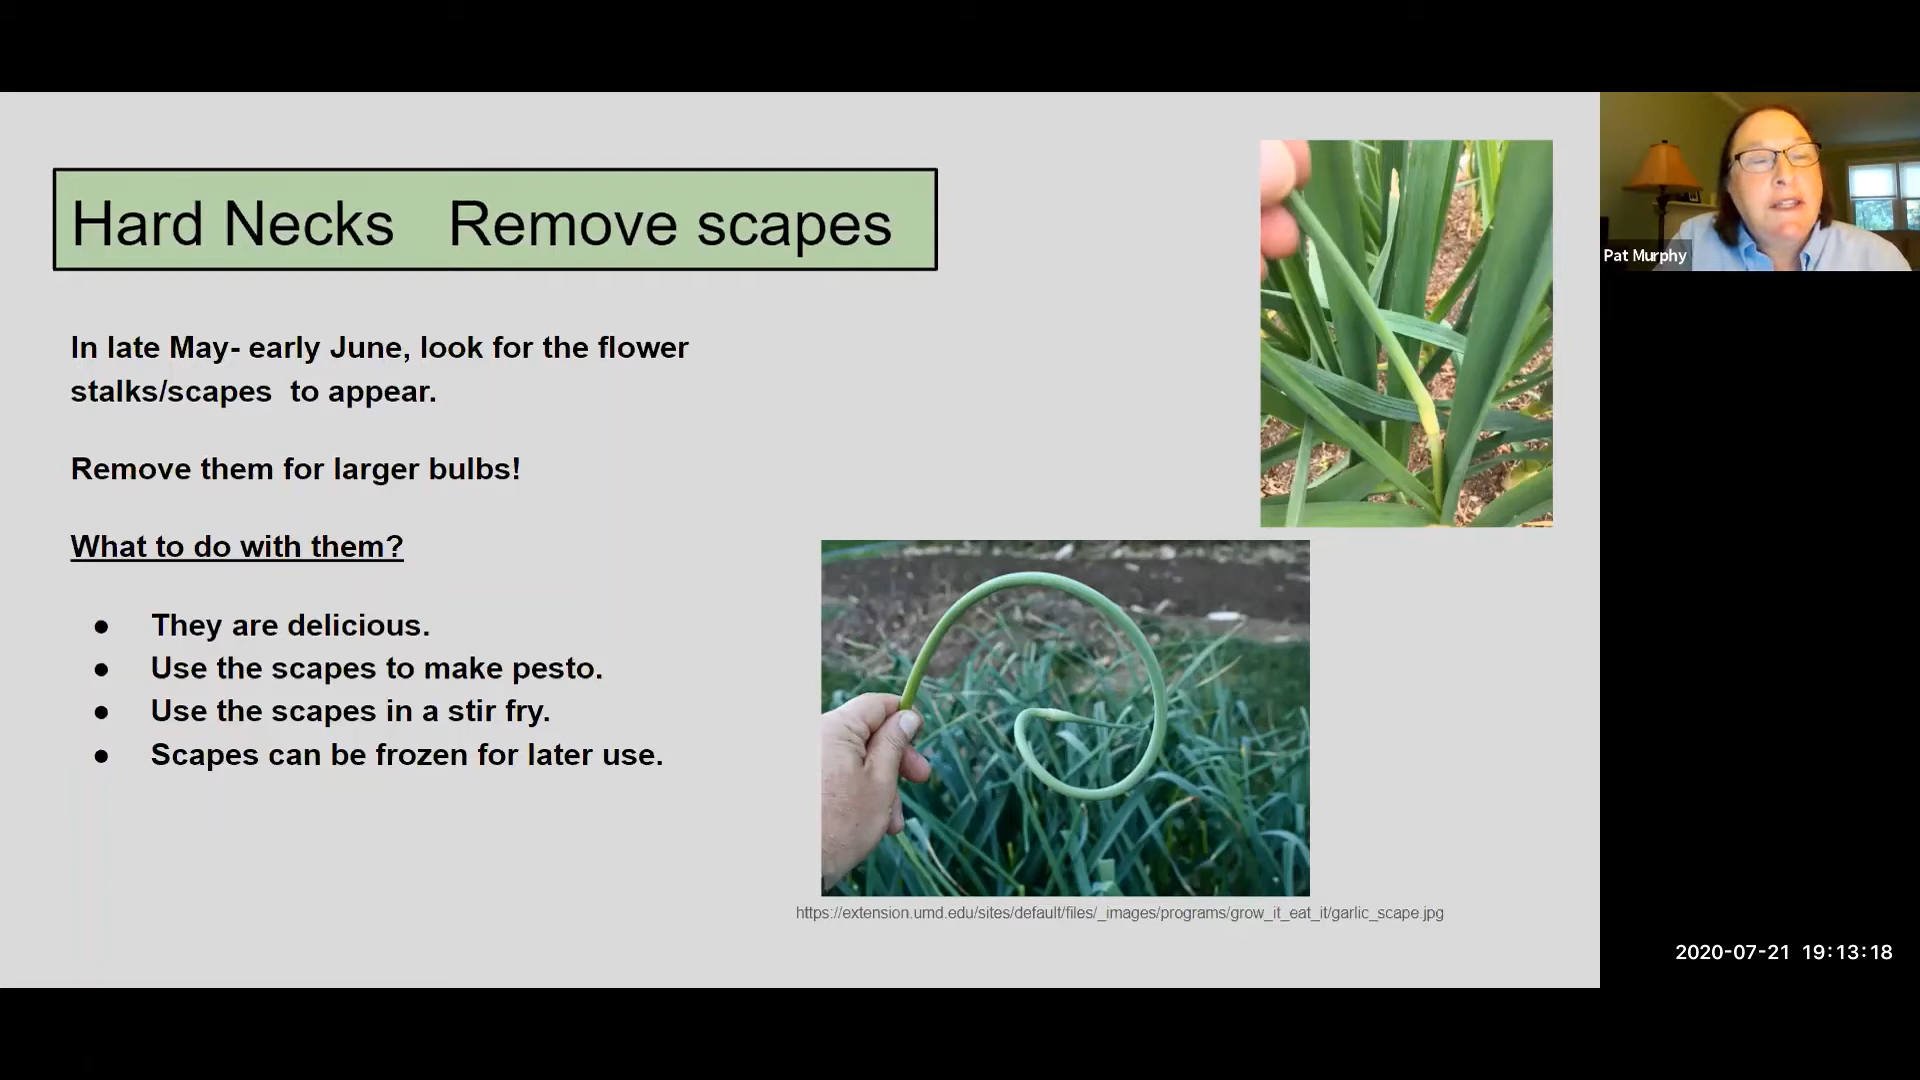 Hard Necks Remove scapes
In late May- early June, look for the flower
stalks/scapes to appear.
Remove them for larger bulbs!
What to do with them?
● They are delicious.
● Use the scapes to make pesto.
● Use the scapes in a stir fry.
● Scapes can be frozen for later use.
https://extension.umd.edu/sites/default/files/_images/programs/grow_it_eat_it/garlic_scape.jpg
Pat Murphy
2020-07-21 19:13:18